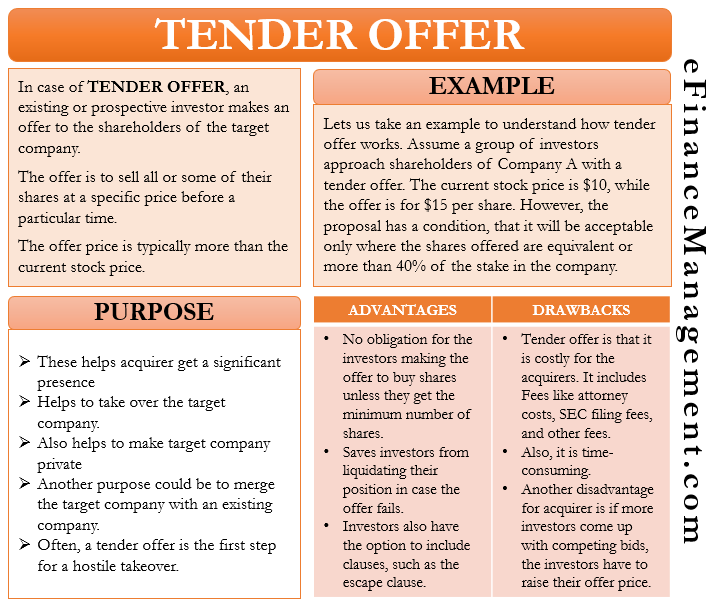 TENDER OFFER
In case of TENDER OFFER, an
existing or prospective investor makes an
offer to the shareholders of the target
company.
The offer is to sell all or some of their
shares at a specific price before a
particular time.
The offer price is typically more than the
current stock price.
EXAMPLE
Lets us take an example to understand how tender
offer works. Assume a group of investors
approach shareholders of Company A with a
tender offer. The current stock price is $10, while
the offer is for $15 per share. However, the
proposal has a condition, that it will be acceptable
only where the shares offered are equivalent or
more than 40% of the stake in the company.
PURPOSE
➢ These helps acquirer get a significant
presence
➢ Helps to take over the target
company.
➢ Also helps to make target company
private
➢ Another purpose could be to merge
the target company with an existing
company.
➢ Often, a tender offer is the first step
for a hostile takeover.
ADVANTAGES
• No obligation for the
investors making the
offer to buy shares
unless they get the
minimum number of
shares.
• Saves investors from
liquidating their
position in case the
offer fails.
• Investors also have
the option to include
clauses, such as the
escape clause.
DRAWBACKS
• Tender offer is that it
is costly for the
acquirers. It includes
Fees like attorney
costs, SEC filing fees,
and other fees.
• Also, it is time-
consuming.
• Another disadvantage
for acquirer is if more
investors come up
with competing bids,
the investors have to
raise their offer price.
eFinanceManagement.com